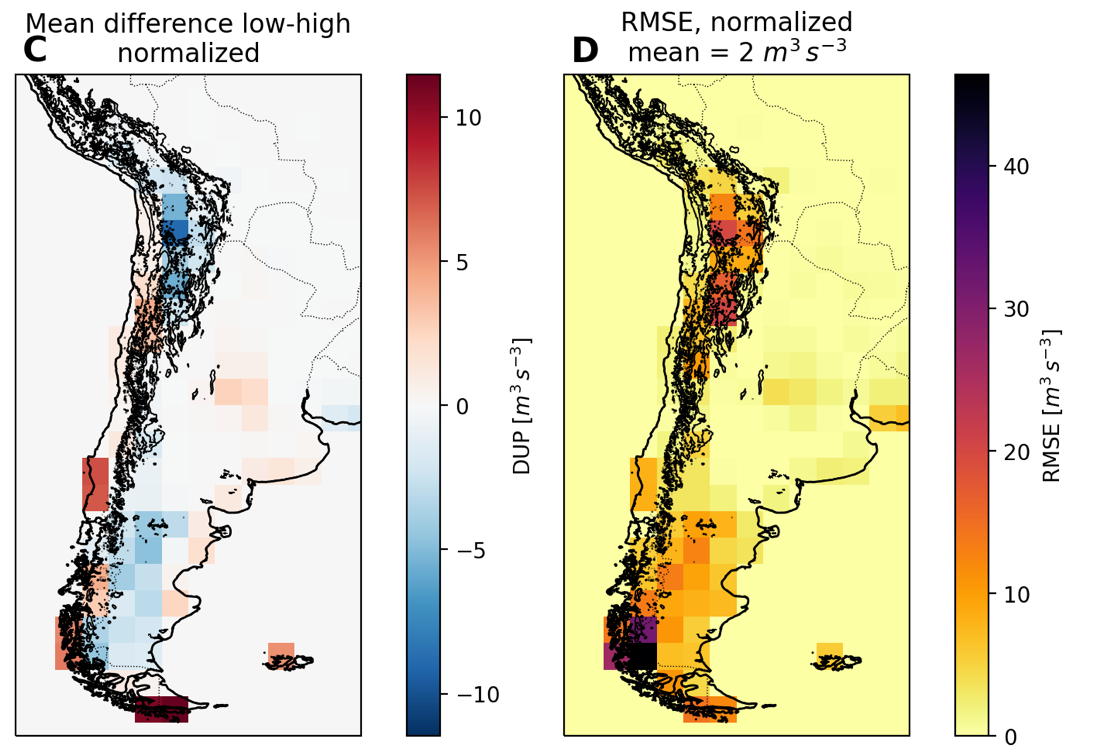 Mean difference low-high
C normalized
10
5
0
−5
−10
DUP [m³ s⁻³]
RMSE, normalized
D mean = 2 m³ s⁻³
40
30
20
10
0
RMSE [m³ s⁻³]